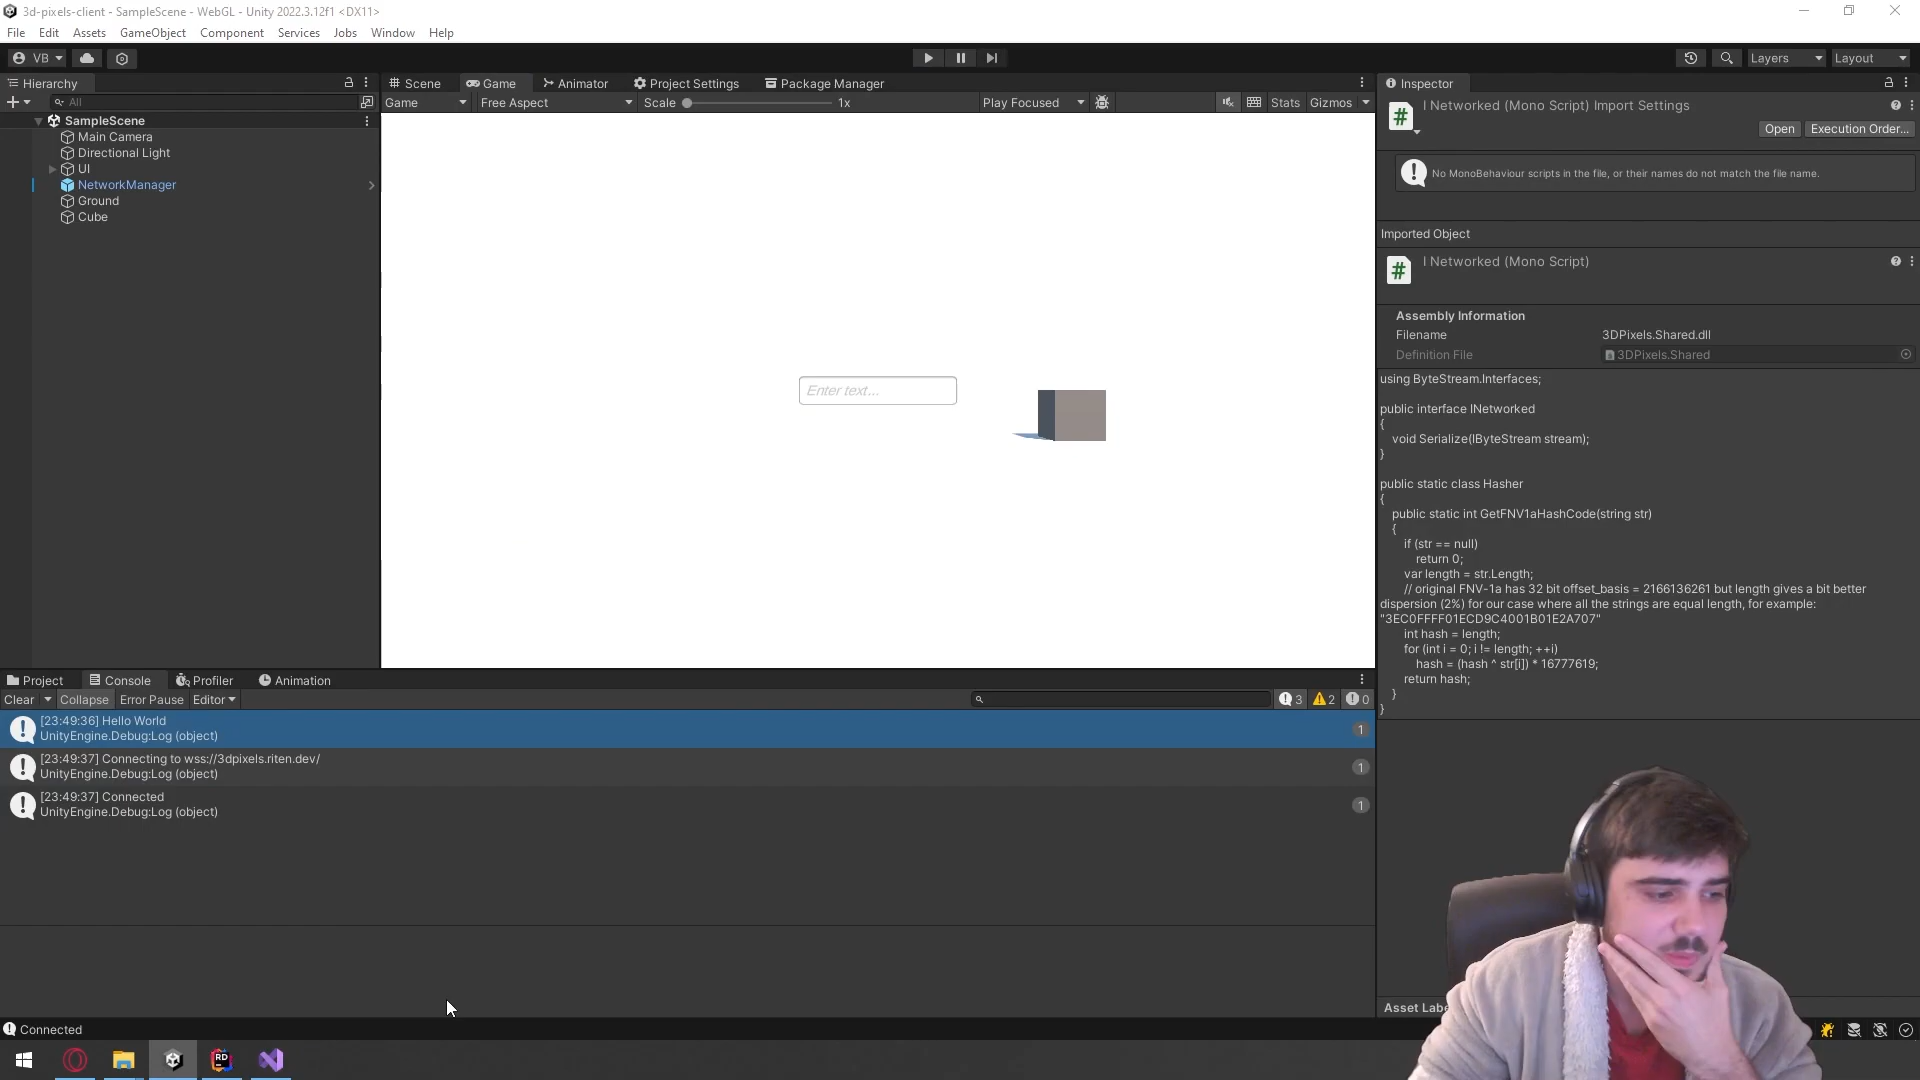 3d-pixels-client - SampleScene - WebGL - Unity 2022.3.12f1 <DX11>
File Edit Assets GameObject Component Services Jobs Window Help
VB
Layers
Layout
Hierarchy
All
SampleScene
Main Camera
Directional Light
UI
NetworkManager
Ground
Cube
Scene Game Animator Project Settings Package Manager
Game Free Aspect Scale 1x Play Focused Stats Gizmos
Enter text...
Project Console Profiler Animation
Clear Collapse Error Pause Editor 3 2 0
[23:49:36] Hello World
UnityEngine.Debug:Log (object)
1
[23:49:37] Connecting to wss://3dpixels.riten.dev/
UnityEngine.Debug:Log (object)
1
[23:49:37] Connected
UnityEngine.Debug:Log (object)
1
Connected
Inspector
I Networked (Mono Script) Import Settings
Open Execution Order...
No MonoBehaviour scripts in the file, or their names do not match the file name.
Imported Object
I Networked (Mono Script)
Assembly Information
Filename 3DPixels.Shared.dll
Definition File 3DPixels.Shared
using ByteStream.Interfaces;
public interface INetworked
{
void Serialize(IByteStream stream);
}
public static class Hasher
{
public static int GetFNV1aHashCode(string str)
{
if (str == null)
return 0;
var length = str.Length;
// original FNV-1a has 32 bit offset_basis = 2166136261 but length gives a bit better
dispersion (2%) for our case where all the strings are equal length, for example:
"3EC0FFFF01ECD9C4001B01E2A707"
int hash = length;
for (int i = 0; i != length; ++i)
hash = (hash ^ str[i]) * 16777619;
return hash;
}
}
Asset Labe
RD